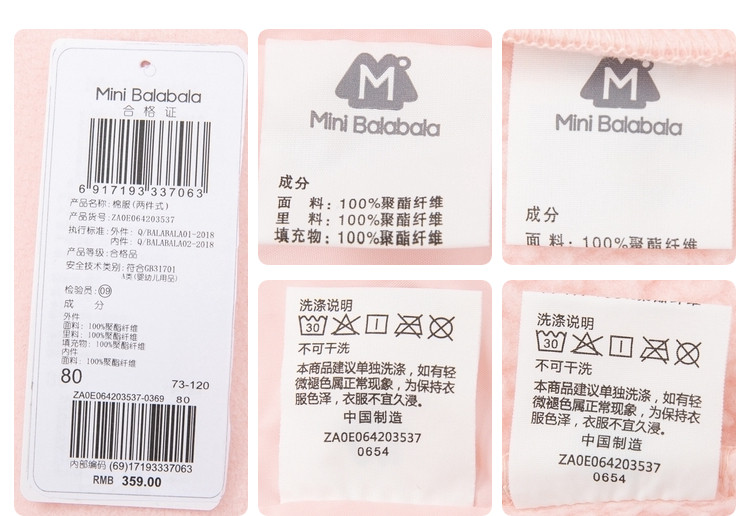 Mini Balabala
合格证
6 917193 337063
产品名称: 棉服(两件式)
产品货号: ZA0E064203537
执行标准: 外件: Q/BALABALA01-2018
内件: Q/BALABALA02-2018
产品等级: 合格品
安全技术类别: 符合GB31701
A类(婴幼儿用品)
检验员: 09
成 分
外件
面料: 100%聚酯纤维
里料: 100%聚酯纤维
填充物: 100%聚酯纤维
内件
面料: 100%聚酯纤维
80
73-120
ZA0E064203537-0369 80
内部编码 (69)17193337063
RMB 359.00
M
Mini Balabala
成分
面 料: 100%聚酯纤维
里 料: 100%聚酯纤维
填充物: 100%聚酯纤维
M
Mini Balabala
成分
面 料: 100%聚酯纤维
洗涤说明
30
不可干洗
本商品建议单独洗涤，如有轻
微褪色属正常现象，为保持衣
服色泽，衣服不宜久浸。
中国制造
ZA0E064203537
0654
洗涤说明
30
不可干洗
本商品建议单独洗涤，如有轻
微褪色属正常现象，为保持衣
服色泽，衣服不宜久浸。
中国制造
ZA0E064203537
0654